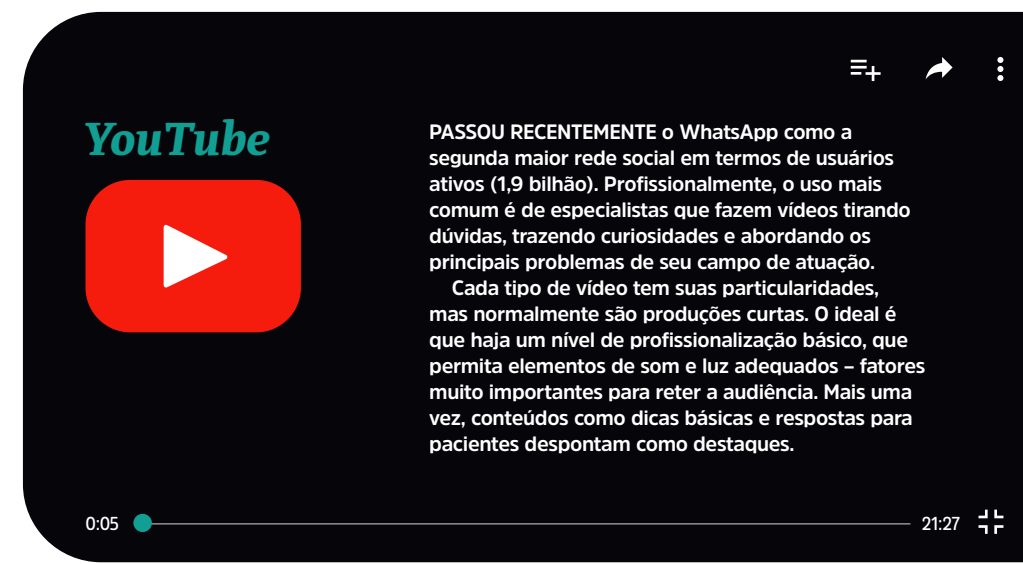 YouTube
PASSOU RECENTEMENTE o WhatsApp como a
segunda maior rede social em termos de usuários
ativos (1,9 bilhão). Profissionalmente, o uso mais
comum é de especialistas que fazem vídeos tirando
dúvidas, trazendo curiosidades e abordando os
principais problemas de seu campo de atuação.
Cada tipo de vídeo tem suas particularidades,
mas normalmente são produções curtas. O ideal é
que haja um nível de profissionalização básico, que
permita elementos de som e luz adequados – fatores
muito importantes para reter a audiência. Mais uma
vez, conteúdos como dicas básicas e respostas para
pacientes despontam como destaques.
0:05
21:27